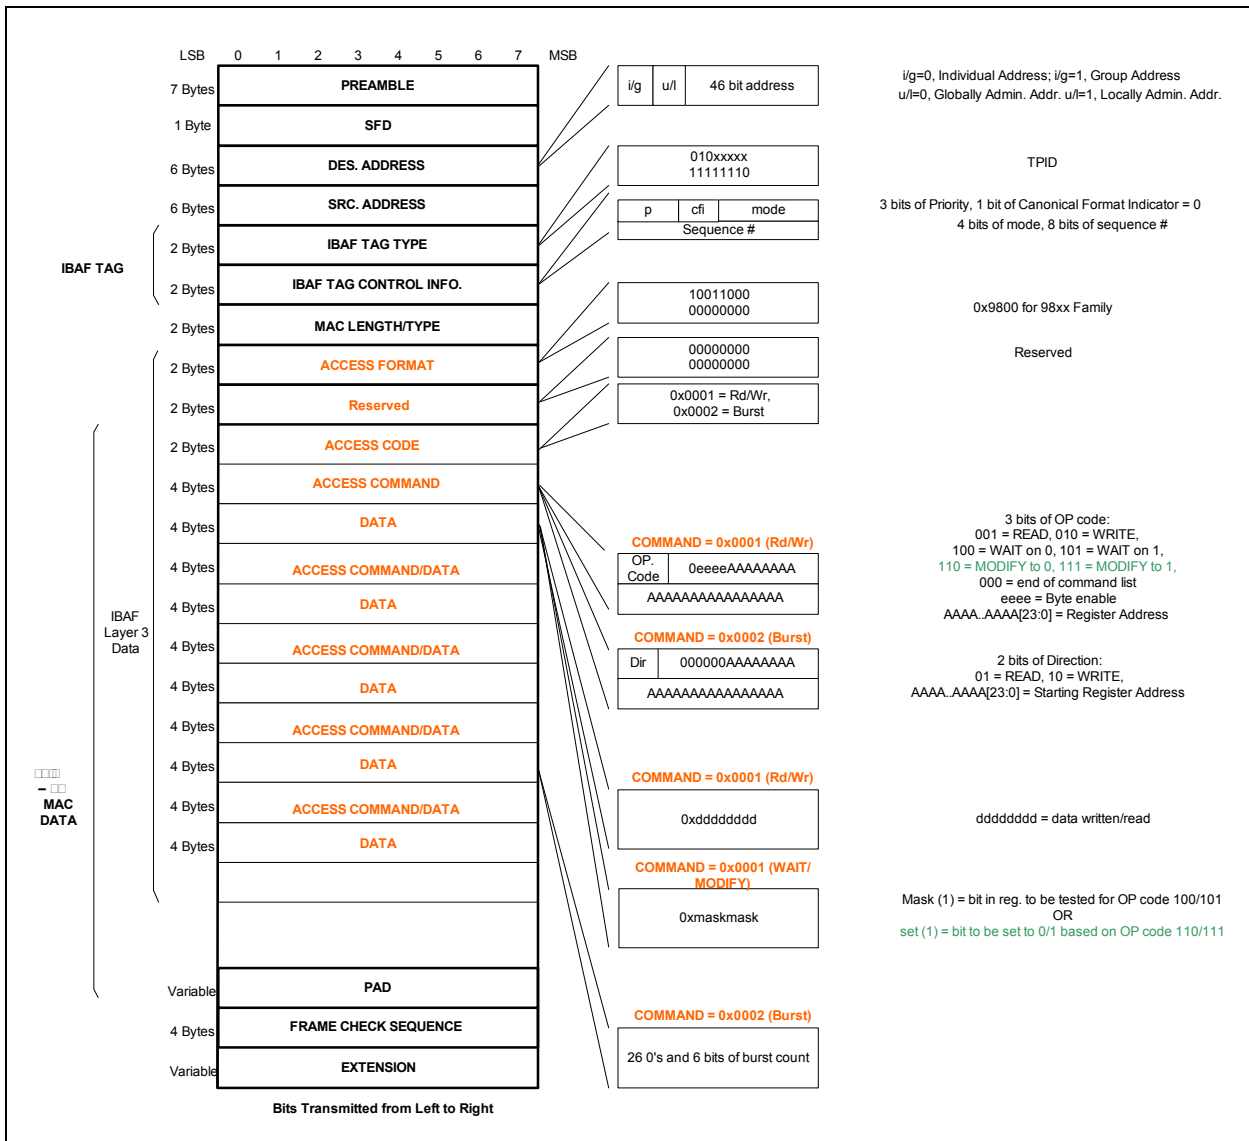 LSB 0 1 2 3 4 5 6 7 MSB
7 Bytes PREAMBLE
1 Byte SFD
6 Bytes DES. ADDRESS
6 Bytes SRC. ADDRESS
IBAF TAG
2 Bytes IBAF TAG TYPE
2 Bytes IBAF TAG CONTROL INFO.
2 Bytes MAC LENGTH/TYPE
2 Bytes ACCESS FORMAT
2 Bytes Reserved
2 Bytes ACCESS CODE
4 Bytes ACCESS COMMAND
4 Bytes DATA
4 Bytes ACCESS COMMAND/DATA
4 Bytes DATA
4 Bytes ACCESS COMMAND/DATA
4 Bytes DATA
4 Bytes ACCESS COMMAND/DATA
4 Bytes DATA
4 Bytes ACCESS COMMAND/DATA
4 Bytes DATA
IBAF
Layer 3
Data
MAC
DATA
Variable PAD
4 Bytes FRAME CHECK SEQUENCE
Variable EXTENSION
Bits Transmitted from Left to Right
i/g u/l 46 bit address
i/g=0, Individual Address; i/g=1, Group Address
u/l=0, Globally Admin. Addr. u/l=1, Locally Admin. Addr.
010xxxxx
11111110
TPID
p cfi mode
Sequence #
3 bits of Priority, 1 bit of Canonical Format Indicator = 0
4 bits of mode, 8 bits of sequence #
10011000
00000000
0x9800 for 98xx Family
00000000
00000000
Reserved
0x0001 = Rd/Wr,
0x0002 = Burst
COMMAND = 0x0001 (Rd/Wr)
OP.
Code
0eeeeAAAAAAAA
AAAAAAAAAAAAAAAA
3 bits of OP code:
001 = READ, 010 = WRITE,
100 = WAIT on 0, 101 = WAIT on 1,
110 = MODIFY to 0, 111 = MODIFY to 1,
000 = end of command list
eeee = Byte enable
AAAA..AAAA[23:0] = Register Address
COMMAND = 0x0002 (Burst)
Dir 000000AAAAAAAA
AAAAAAAAAAAAAAAA
2 bits of Direction:
01 = READ, 10 = WRITE,
AAAA..AAAA[23:0] = Starting Register Address
COMMAND = 0x0001 (Rd/Wr)
0xdddddddd
dddddddd = data written/read
COMMAND = 0x0001 (WAIT/
MODIFY)
0xmaskmask
Mask (1) = bit in reg. to be tested for OP code 100/101
OR
set (1) = bit to be set to 0/1 based on OP code 110/111
COMMAND = 0x0002 (Burst)
26 0's and 6 bits of burst count